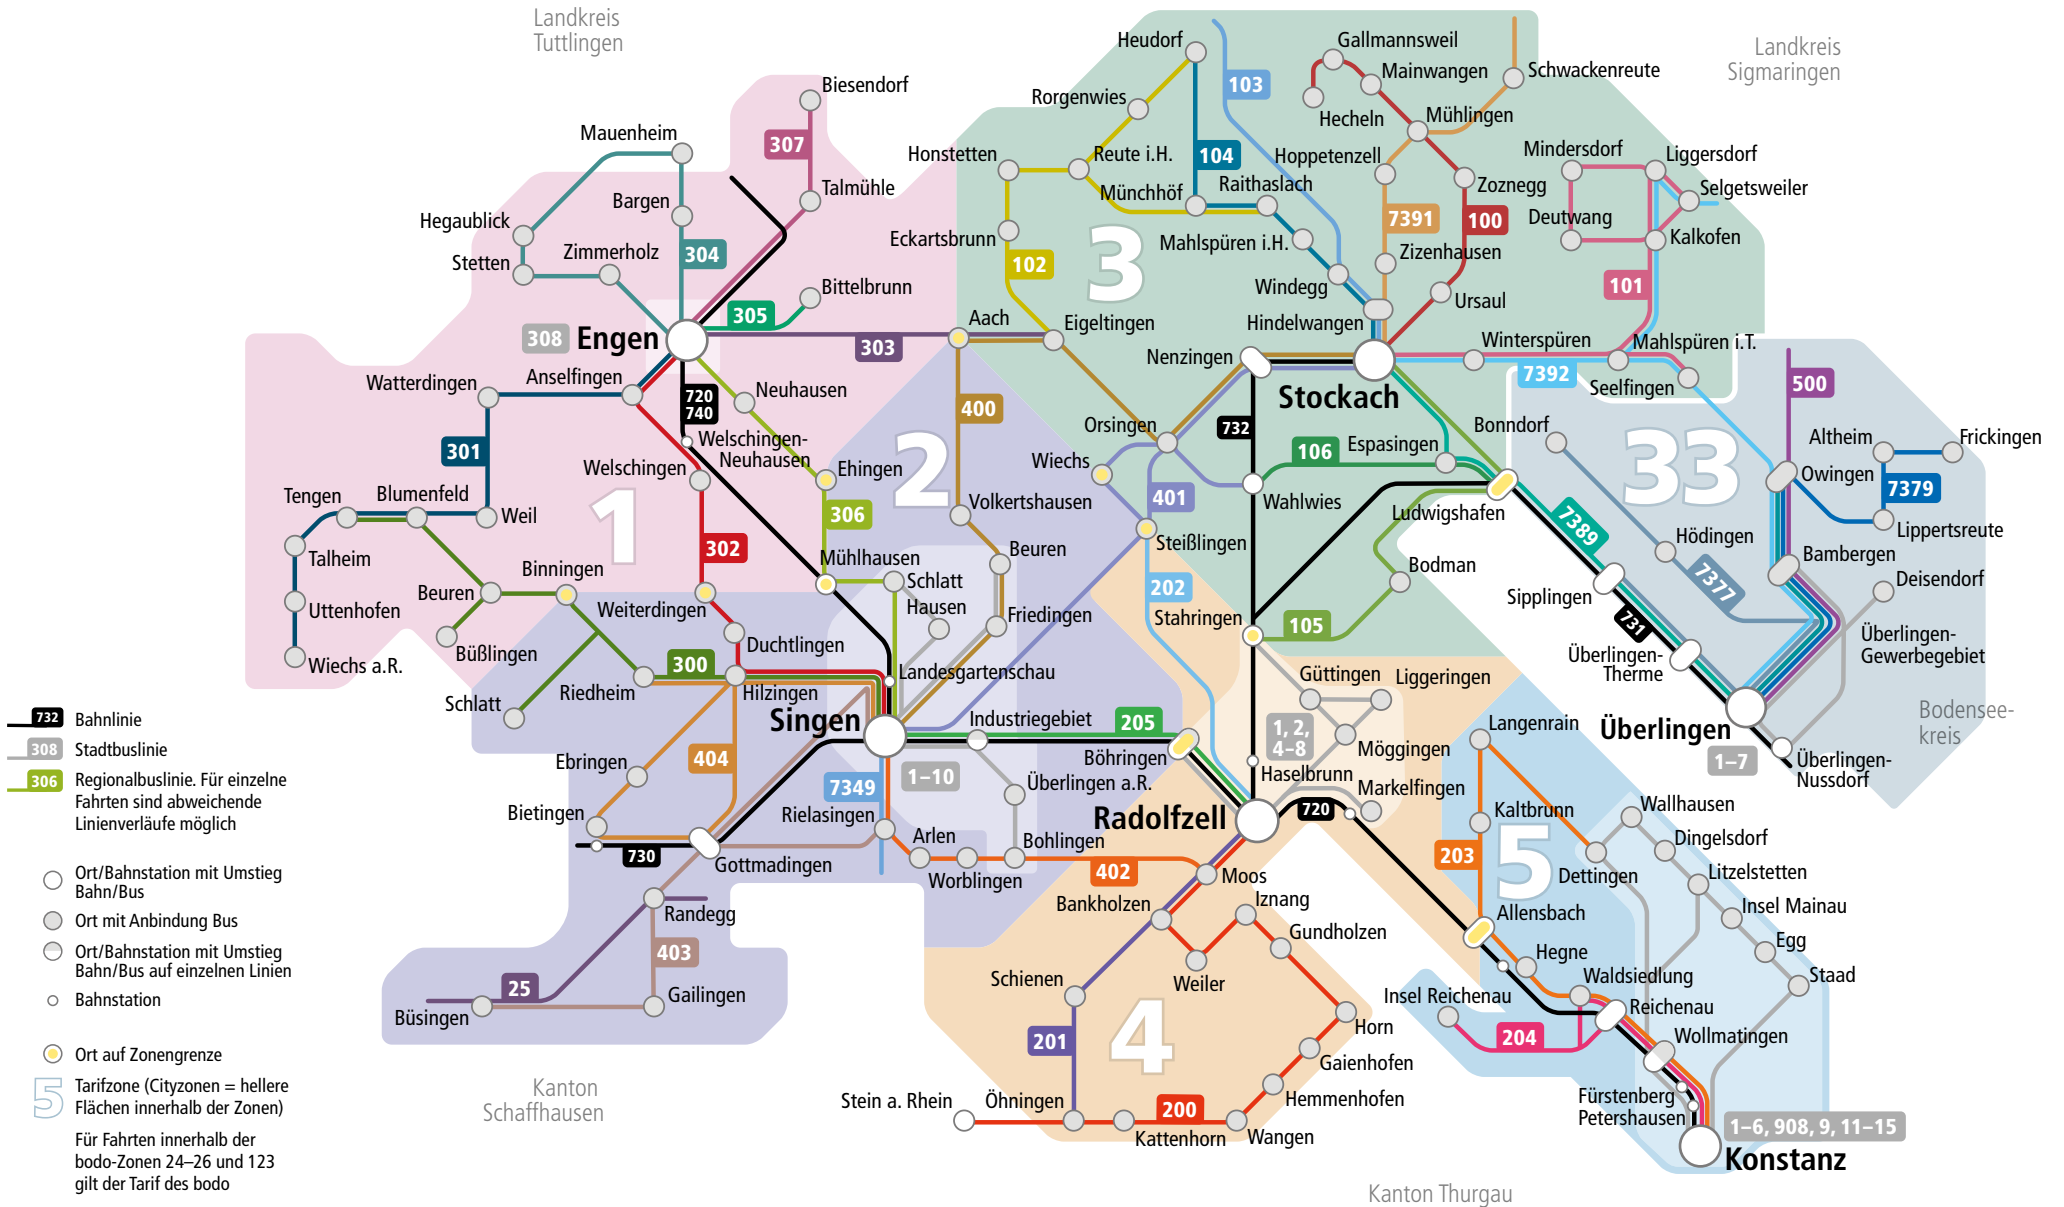 Landkreis
Tuttlingen
Landkreis
Sigmaringen
Biesendorf
307
Mauenheim
Talmühle
Bargen
Hegaublick
Zimmerholz
304
Stetten
Bittelbrunn
305
308
Engen
303
Anselfingen
Watterdingen
720
740
Neuhausen
Welschingen-
Neuhausen
301
Welschingen
Ehingen
Tengen
Blumenfeld
Weil
1
306
302
Talheim
Binningen
Mühlhausen
Beuren
Weiterdingen
Uttenhofen
Büßlingen
Wiechs a.R.
Duchtlingen
Schlatt
300
Riedheim
Hilzingen
Heudorf
103
Gallmannsweil
Mainwangen
Schwackenreute
Rorgenwies
Hecheln
Mühlingen
Honstetten
Reute i.H.
104
Hoppetenzell
Mindersdorf
Liggersdorf
Münchhöf
Raithaslach
Zoznegg
Selgetsweiler
Eckartsbrunn
Mahlspüren i.H.
7391
100
Deutwang
Kalkofen
3
102
Zizenhausen
Windegg
101
Ursaul
Aach
Eigeltingen
Hindelwangen
Nenzingen
Winterspüren
Mahlspüren i.T.
7392
Seelfingen
Stockach
500
400
2
Orsingen
732
Bonndorf
33
Altheim
Frickingen
Espasingen
106
Wiechs
Owingen
7379
Volkertshausen
401
Wahlwies
Ludwigshafen
Lippertsreute
Steißlingen
7389
Hödingen
Bambergen
Beuren
Schlatt
Hausen
202
Bodman
7377
Deisendorf
Friedingen
Stahringen
105
Sipplingen
731
Überlingen-
Gewerbegebiet
Überlingen-
Therme
Landesgartenschau
Güttingen
Liggeringen
Singen
Industriegebiet
205
1, 2,
4–8
Langenrain
Überlingen
Bodensee-
kreis
Böhringen
Möggingen
1–7
Überlingen-
Nussdorf
Ebringen
404
1–10
Überlingen a.R.
Haselbrunn
Markelfingen
7349
Bietingen
Rielasingen
Radolfzell
720
Kaltbrunn
Wallhausen
Arlen
Dingelsdorf
730
Gottmadingen
Bohlingen
203
5
Litzelstetten
Worblingen
402
Moos
Dettingen
Insel Mainau
Randegg
Bankholzen
Iznang
Allensbach
Egg
403
Gundholzen
Hegne
Staad
25
Gailingen
Schienen
Weiler
Waldsiedlung
Büsingen
Insel Reichenau
Reichenau
Horn
204
Wollmatingen
201
4
Gaienhofen
Fürstenberg
Petershausen
Hemmenhofen
Stein a. Rhein
Öhningen
200
Kattenhorn
Wangen
1–6, 908, 9, 11–15
Konstanz
Kanton
Schaffhausen
Kanton Thurgau
732 Bahnlinie
308 Stadtbuslinie
306 Regionalbuslinie. Für einzelne
Fahrten sind abweichende
Linienverläufe möglich
Ort/Bahnstation mit Umstieg
Bahn/Bus
Ort mit Anbindung Bus
Ort/Bahnstation mit Umstieg
Bahn/Bus auf einzelnen Linien
Bahnstation
Ort auf Zonengrenze
5 Tarifzone (Cityzonen = hellere
Flächen innerhalb der Zonen)
Für Fahrten innerhalb der
bodo-Zonen 24–26 und 123
gilt der Tarif des bodo